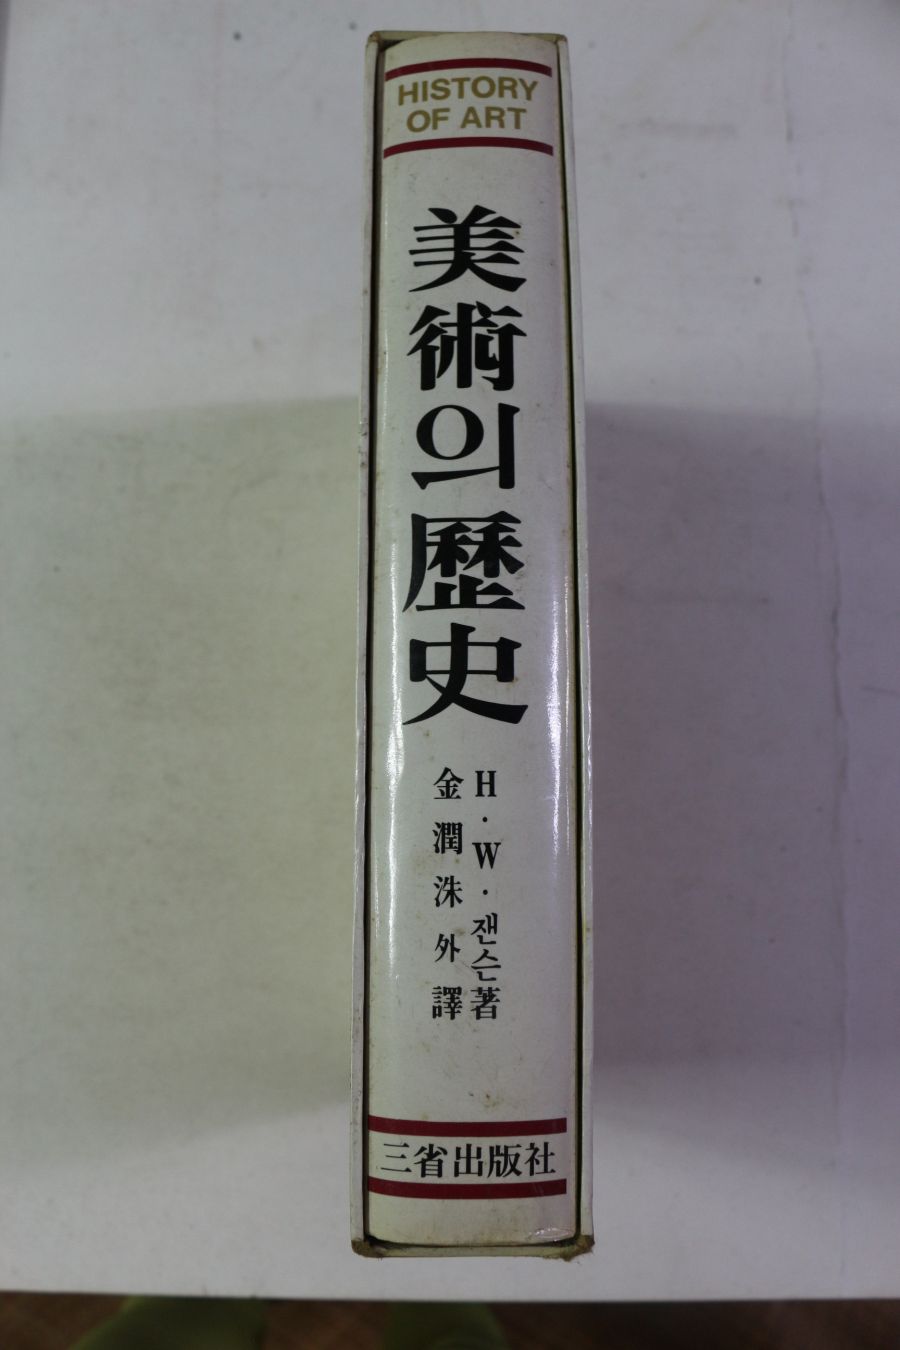 HISTORY
OF ART
美術의歷史
H·W·잰슨著
金潤洙外譯
三省出版社